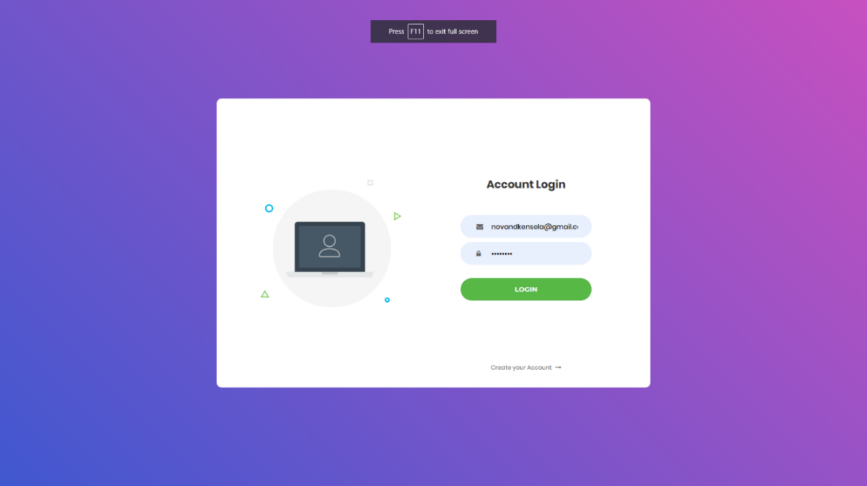 Press F11 to exit full screen
Account Login
novandkensela@gmail.c
••••••••
LOGIN
Create your Account →